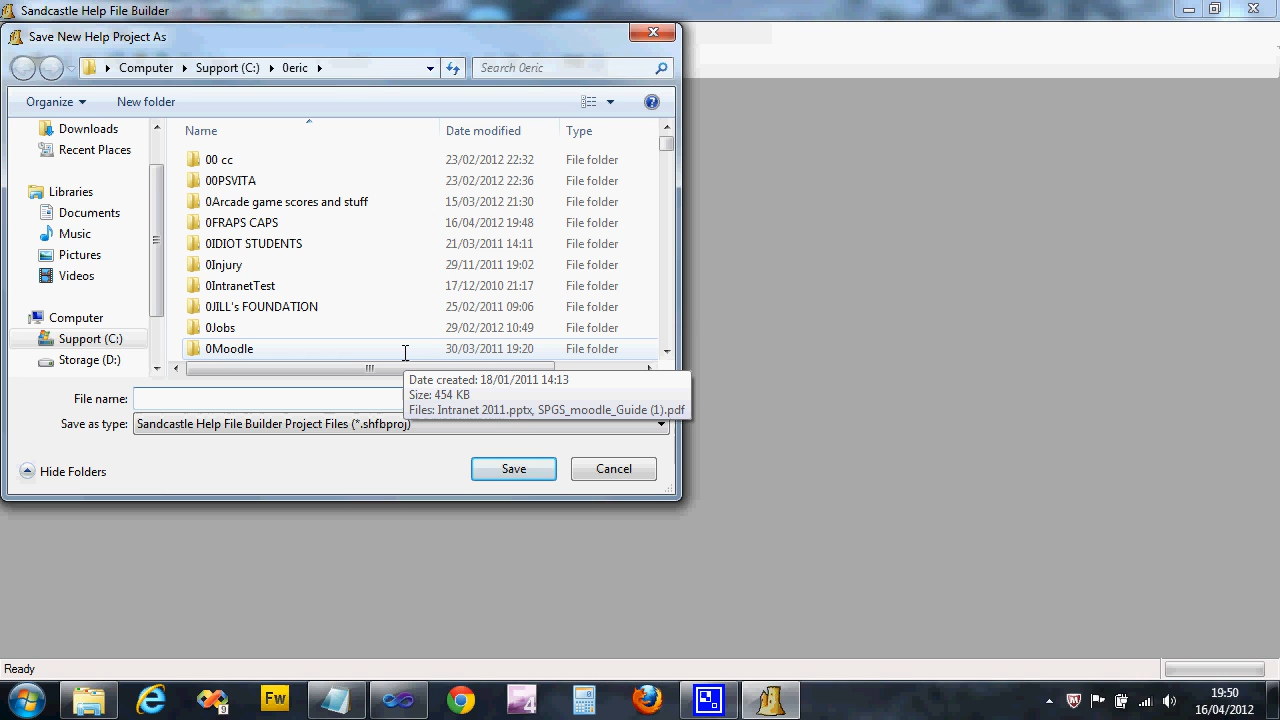 Sandcastle Help File Builder
Save New Help Project As
Computer Support (C:) 0eric
Search 0eric
Organize New folder
Name Date modified Type
Downloads
Recent Places
Libraries
Documents
Music
Pictures
Videos
Computer
Support (C:)
Storage (D:)
00 cc 23/02/2012 22:32 File folder
00PSVITA 23/02/2012 22:36 File folder
0Arcade game scores and stuff 15/03/2012 21:30 File folder
0FRAPS CAPS 16/04/2012 19:48 File folder
0IDIOT STUDENTS 21/03/2011 14:11 File folder
0Injury 29/11/2011 19:02 File folder
0IntranetTest 17/12/2010 21:17 File folder
0JILL's FOUNDATION 25/02/2011 09:06 File folder
0Jobs 29/02/2012 10:49 File folder
0Moodle 30/03/2011 19:20 File folder
Date created: 18/01/2011 14:13
Size: 454 KB
Files: Intranet 2011.pptx, SPGS_moodle_Guide (1).pdf
File name:
Save as type: Sandcastle Help File Builder Project Files (*.shfbproj)
Hide Folders
Save Cancel
Ready
Fw
4
19:50
16/04/2012